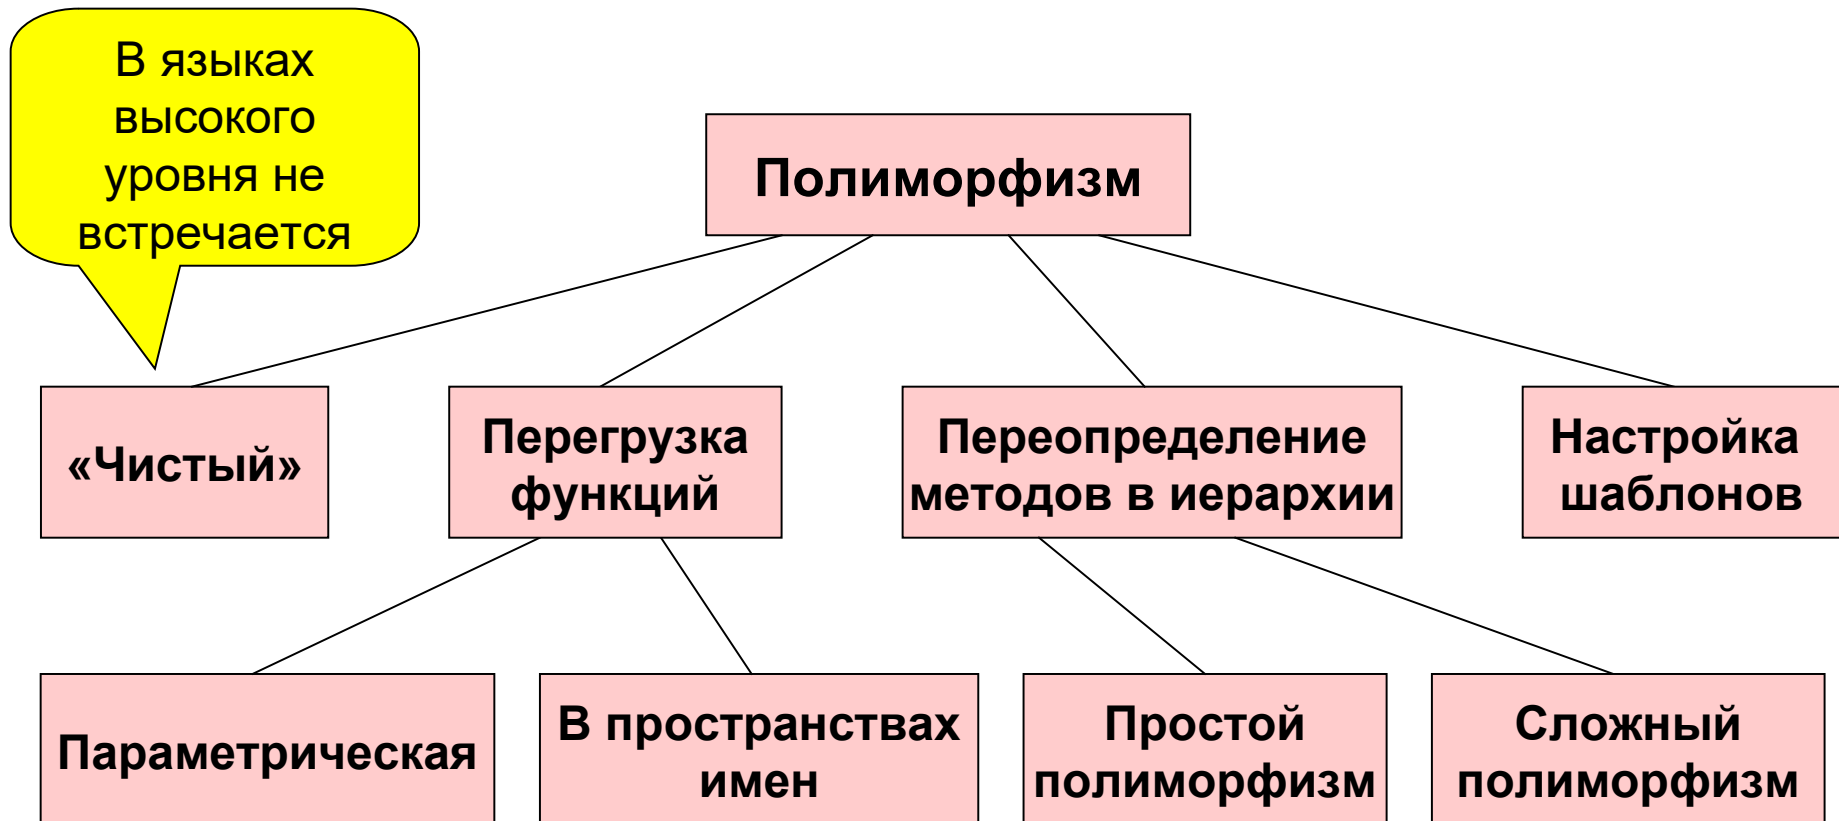 В языках
высокого
уровня не
встречается
Полиморфизм
«Чистый»
Перегрузка
функций
Переопределение
методов в иерархии
Настройка
шаблонов
Параметрическая
В пространствах
имен
Простой
полиморфизм
Сложный
полиморфизм